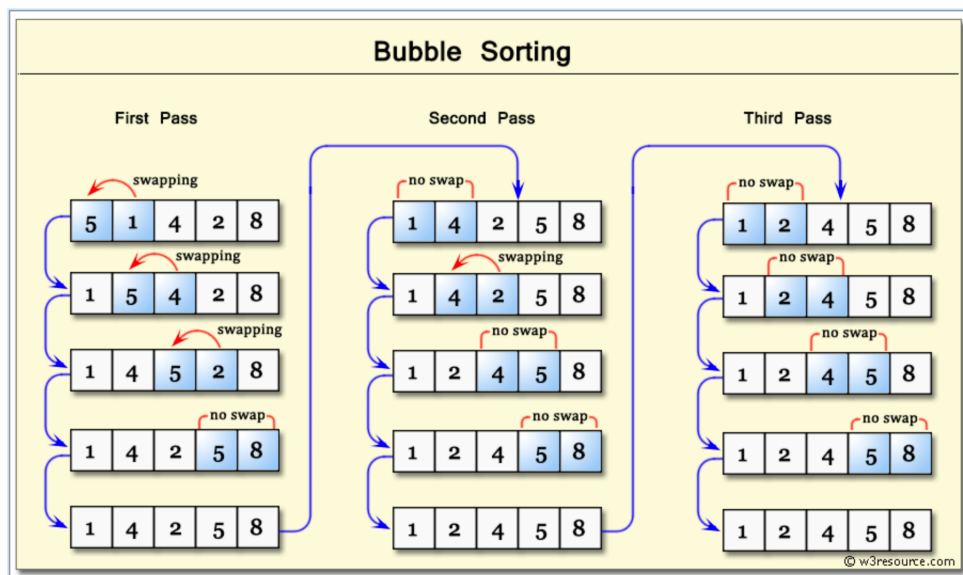 Bubble Sorting
First Pass
swapping
5 1 4 2 8
swapping
1 5 4 2 8
swapping
1 4 5 2 8
no swap
1 4 2 5 8
1 4 2 5 8
Second Pass
no swap
1 4 2 5 8
swapping
1 4 2 5 8
no swap
1 2 4 5 8
no swap
1 2 4 5 8
1 2 4 5 8
Third Pass
no swap
1 2 4 5 8
no swap
1 2 4 5 8
no swap
1 2 4 5 8
no swap
1 2 4 5 8
1 2 4 5 8
© w3resource.com